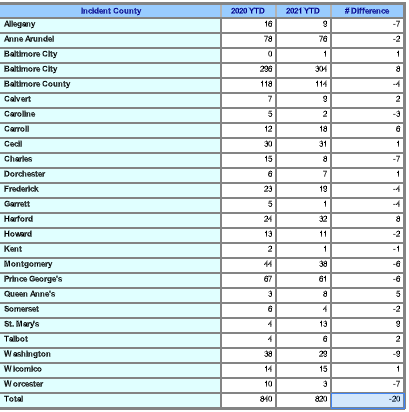 Incident County 2020 YTD 2021 YTD # Difference
Allegany 16 9 -7
Anne Arundel 78 76 -2
Baltimore City 0 1 1
Baltimore City 296 304 8
Baltimore County 118 114 -4
Calvert 7 9 2
Caroline 5 2 -3
Carroll 12 18 6
Cecil 30 31 1
Charles 15 8 -7
Dorchester 6 7 1
Frederick 23 19 -4
Garrett 5 1 -4
Harford 24 32 8
Howard 13 11 -2
Kent 2 1 -1
Montgomery 44 38 -6
Prince George's 67 61 -6
Queen Anne's 3 8 5
Somerset 6 4 -2
St. Mary's 4 13 9
Talbot 4 6 2
Washington 38 29 -9
Wicomico 14 15 1
Worcester 10 3 -7
Total 840 820 -20